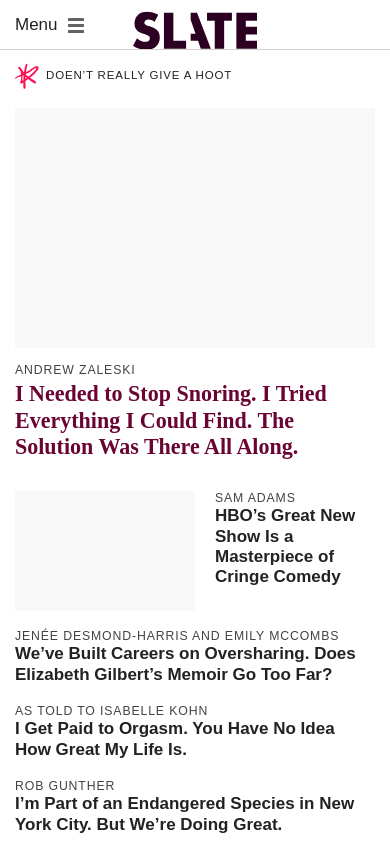 Menu
SLATE
DOEN’T REALLY GIVE A HOOT
ANDREW ZALESKI
I Needed to Stop Snoring. I Tried
Everything I Could Find. The
Solution Was There All Along.
SAM ADAMS
HBO’s Great New
Show Is a
Masterpiece of
Cringe Comedy
JENÉE DESMOND-HARRIS AND EMILY MCCOMBS
We’ve Built Careers on Oversharing. Does
Elizabeth Gilbert’s Memoir Go Too Far?
AS TOLD TO ISABELLE KOHN
I Get Paid to Orgasm. You Have No Idea
How Great My Life Is.
ROB GUNTHER
I’m Part of an Endangered Species in New
York City. But We’re Doing Great.